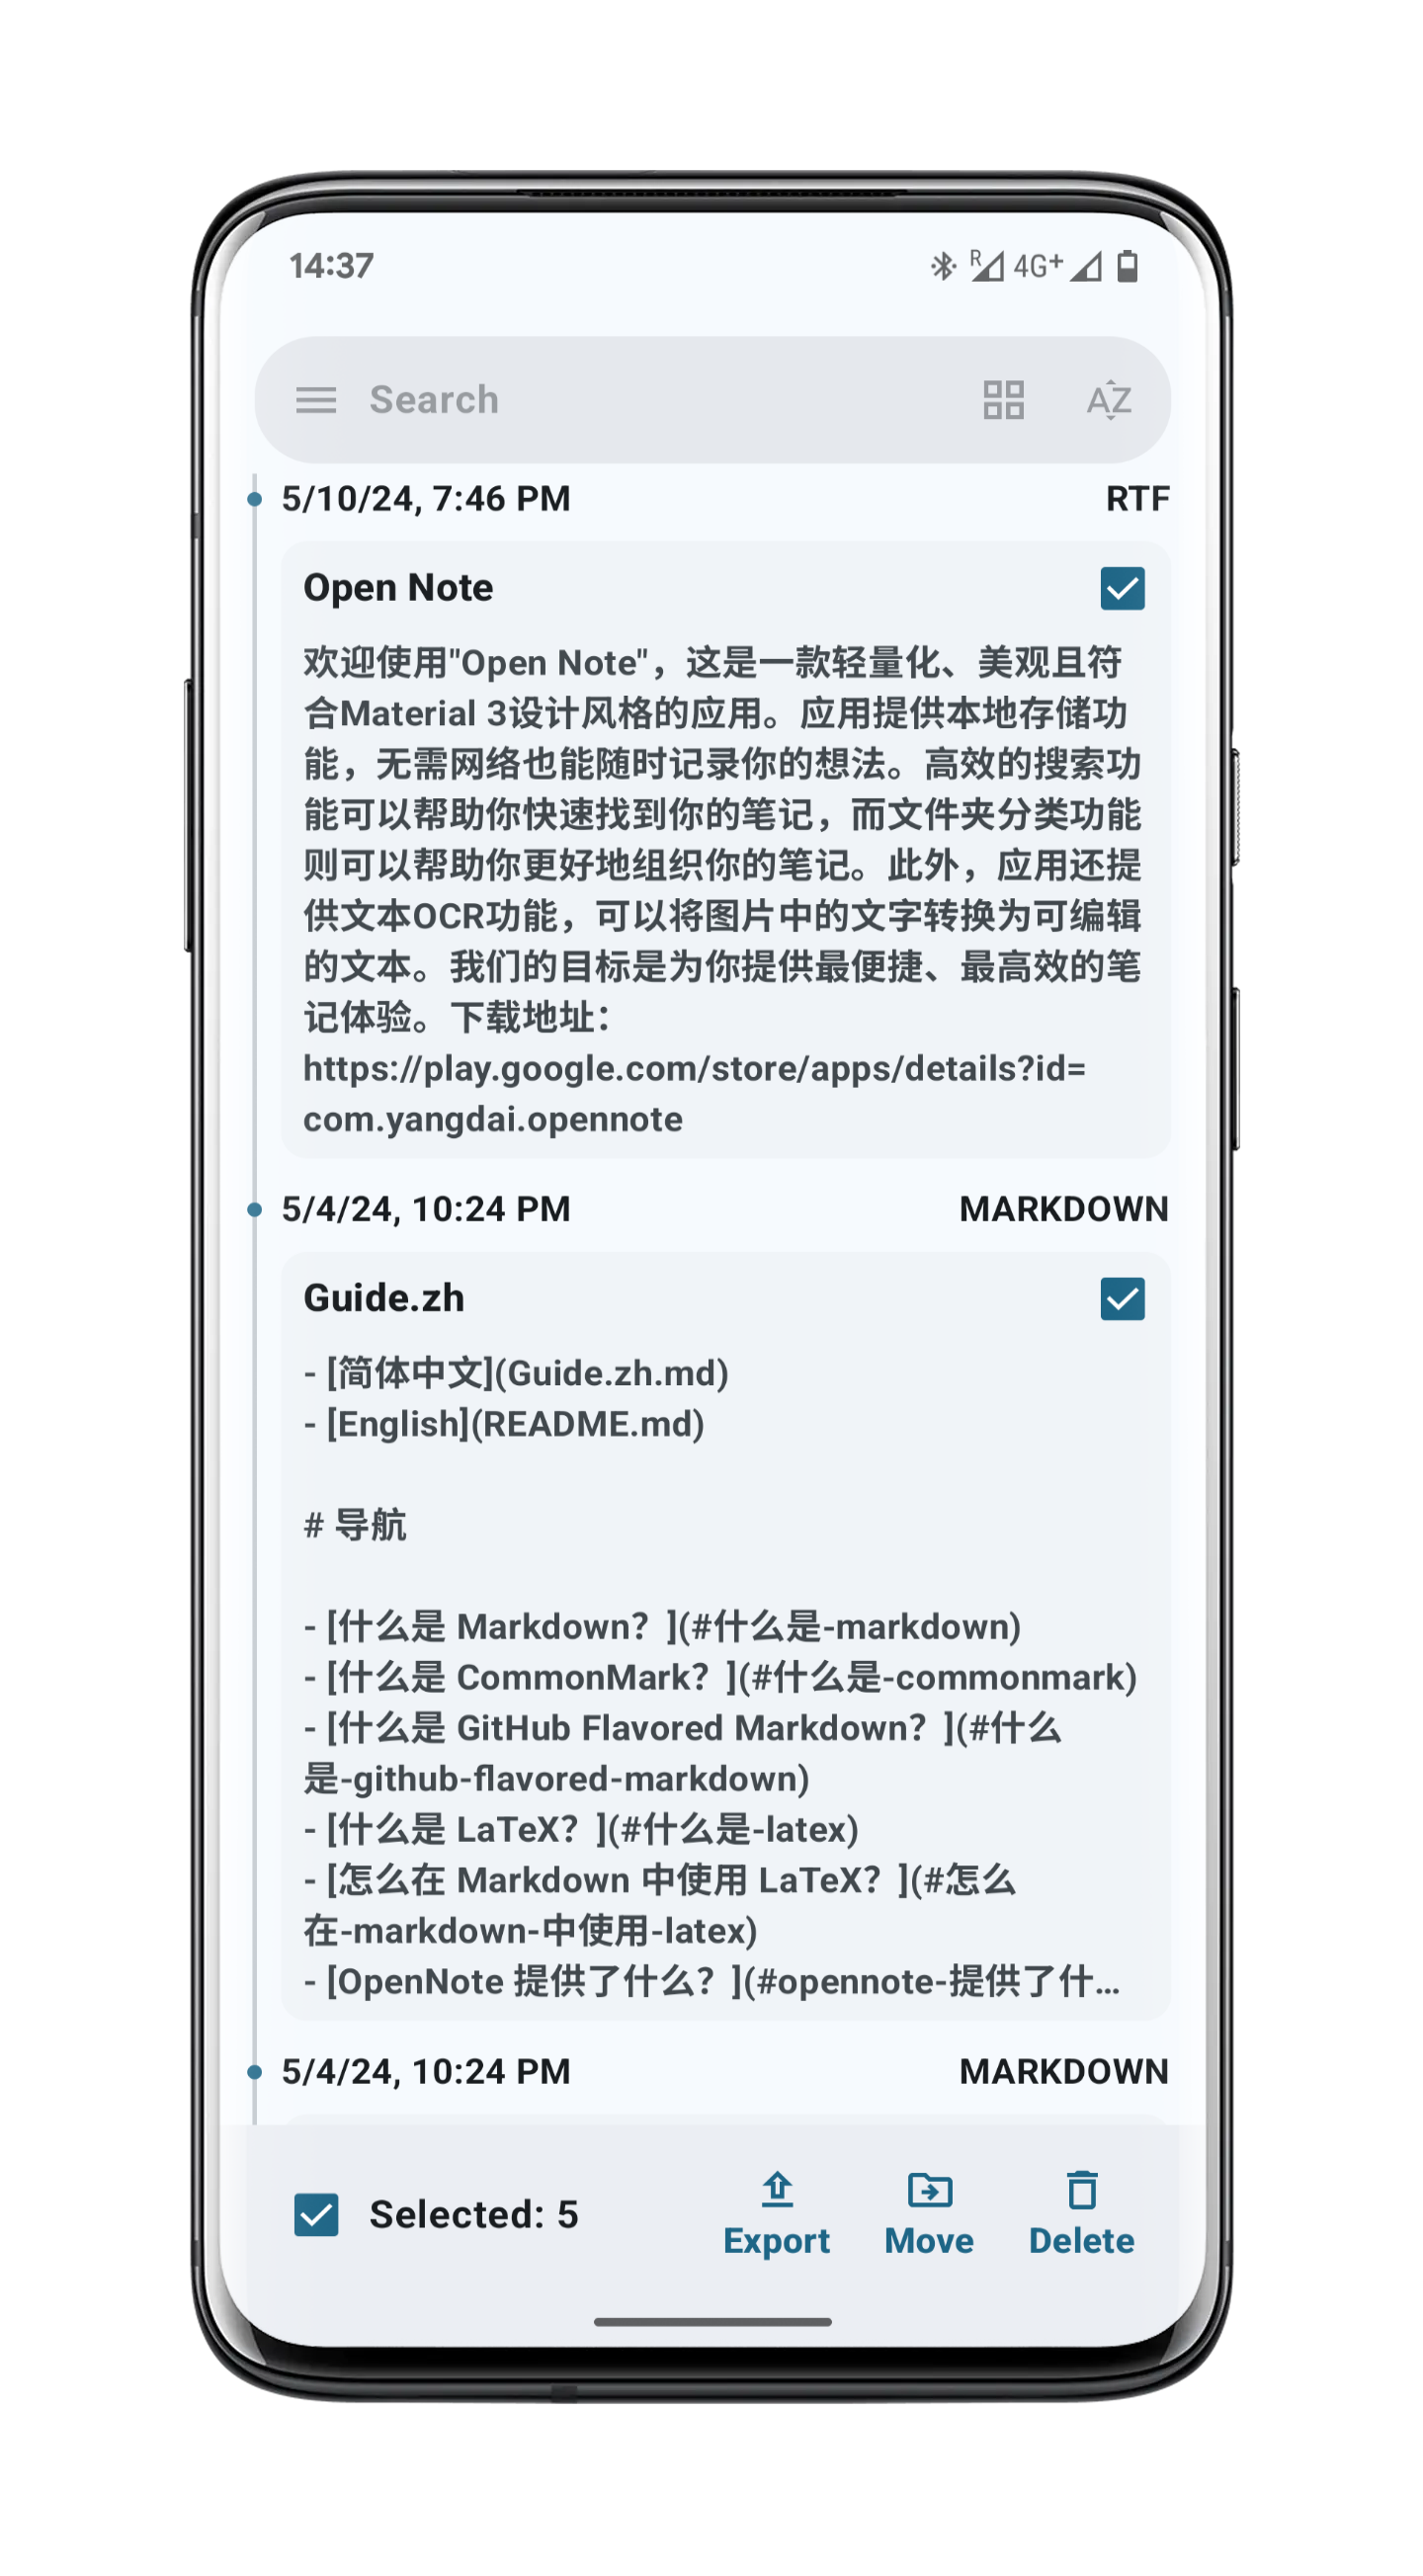 14:37
R 4G+
Search
AZ
5/10/24, 7:46 PM
RTF
Open Note
欢迎使用"Open Note"，这是一款轻量化、美观且符
合Material 3设计风格的应用。应用提供本地存储功
能，无需网络也能随时记录你的想法。高效的搜索功
能可以帮助你快速找到你的笔记，而文件夹分类功能
则可以帮助你更好地组织你的笔记。此外，应用还提
供文本OCR功能，可以将图片中的文字转换为可编辑
的文本。我们的目标是为你提供最便捷、最高效的笔
记体验。下载地址：
https://play.google.com/store/apps/details?id=
com.yangdai.opennote
5/4/24, 10:24 PM
MARKDOWN
Guide.zh
- [简体中文](Guide.zh.md)
- [English](README.md)
# 导航
- [什么是 Markdown？](#什么是-markdown)
- [什么是 CommonMark？](#什么是-commonmark)
- [什么是 GitHub Flavored Markdown？](#什么
是-github-flavored-markdown)
- [什么是 LaTeX？](#什么是-latex)
- [怎么在 Markdown 中使用 LaTeX？](#怎么
在-markdown-中使用-latex)
- [OpenNote 提供了什么？](#opennote-提供了什…
5/4/24, 10:24 PM
MARKDOWN
Selected: 5
Export
Move
Delete